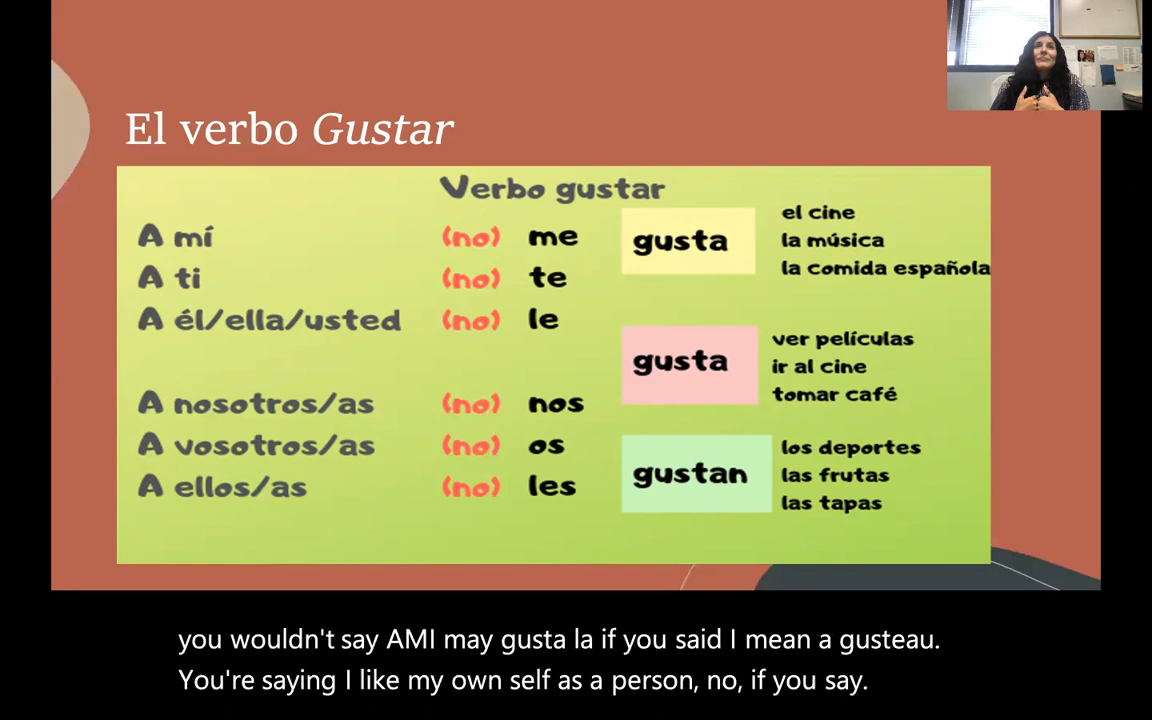 El verbo Gustar
Verbo gustar
A mí (no) me
A ti (no) te
A él/ella/usted (no) le
A nosotros/as (no) nos
A vosotros/as (no) os
A ellos/as (no) les
gusta
el cine
la música
la comida española
gusta
ver películas
ir al cine
tomar café
gustan
los deportes
las frutas
las tapas
you wouldn't say AMI may gusta la if you said I mean a gusteau.
You're saying I like my own self as a person, no, if you say.